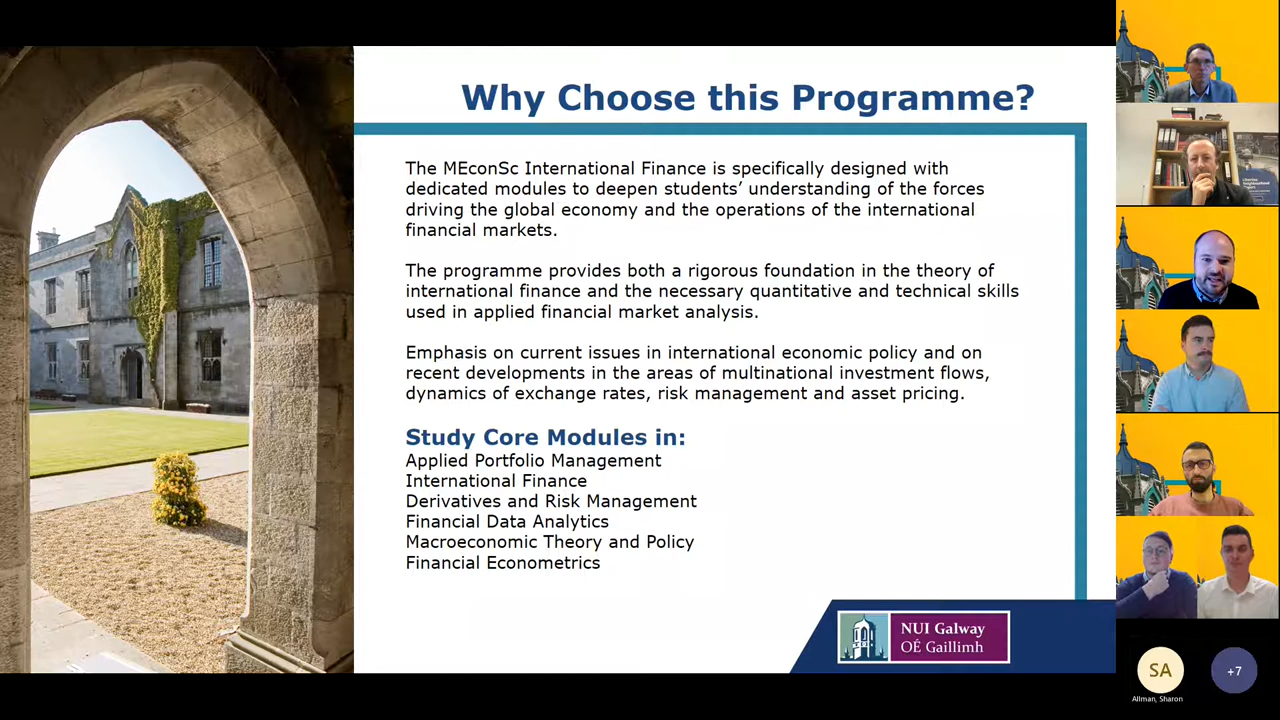 Why Choose this Programme?
The MEconSc International Finance is specifically designed with
dedicated modules to deepen students’ understanding of the forces
driving the global economy and the operations of the international
financial markets.
The programme provides both a rigorous foundation in the theory of
international finance and the necessary quantitative and technical skills
used in applied financial market analysis.
Emphasis on current issues in international economic policy and on
recent developments in the areas of multinational investment flows,
dynamics of exchange rates, risk management and asset pricing.
Study Core Modules in:
Applied Portfolio Management
International Finance
Derivatives and Risk Management
Financial Data Analytics
Macroeconomic Theory and Policy
Financial Econometrics
NUI Galway
OÉ Gaillimh
SA
Allman, Sharon
+7